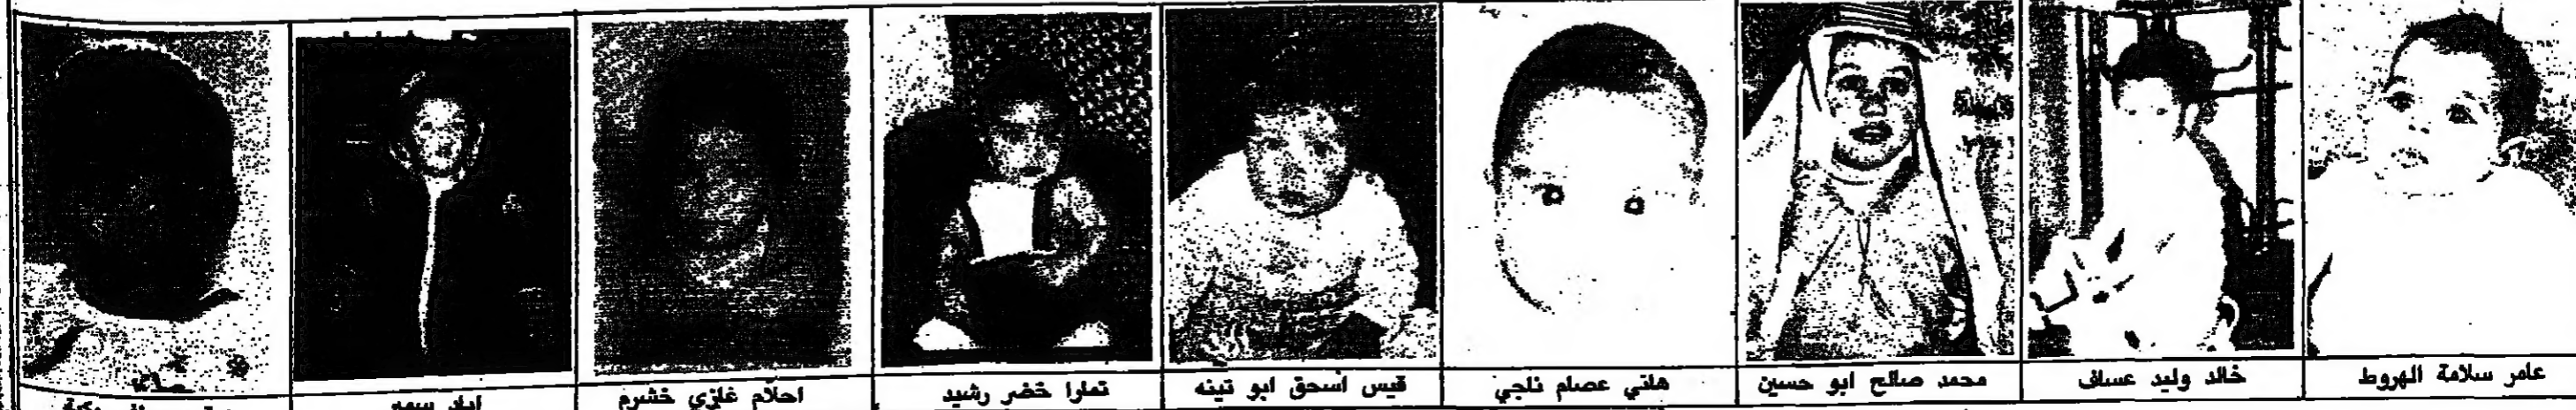 عامر سلامة الهروط
خالد وليد عساف
محمد صالح ابو حسين
هاني عصام ناجي
قيس اسحق ابو تينه
تمارا خضر رشيد
احلام غازي خشرم